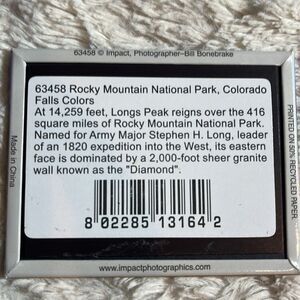 63458 © Impact, Photographer–Bill Bonebrake
63458 Rocky Mountain National Park, Colorado
Falls Colors
At 14,259 feet, Longs Peak reigns over the 416
square miles of Rocky Mountain National Park.
Named for Army Major Stephen H. Long, leader
of an 1820 expedition into the West, its eastern
face is dominated by a 2,000-foot sheer granite
wall known as the "Diamond".
8 02285 13164 2
www.impactphotographics.com
Made in China
PRINTED ON 50% RECYCLED PAPER